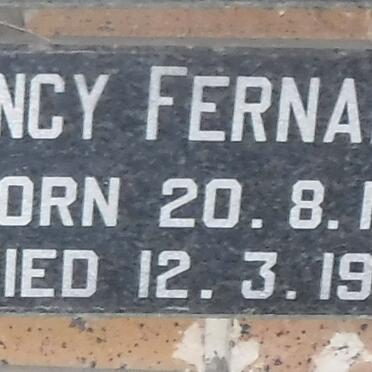 NCY FERNA
ORN 20.8.1
IED 12.3.19